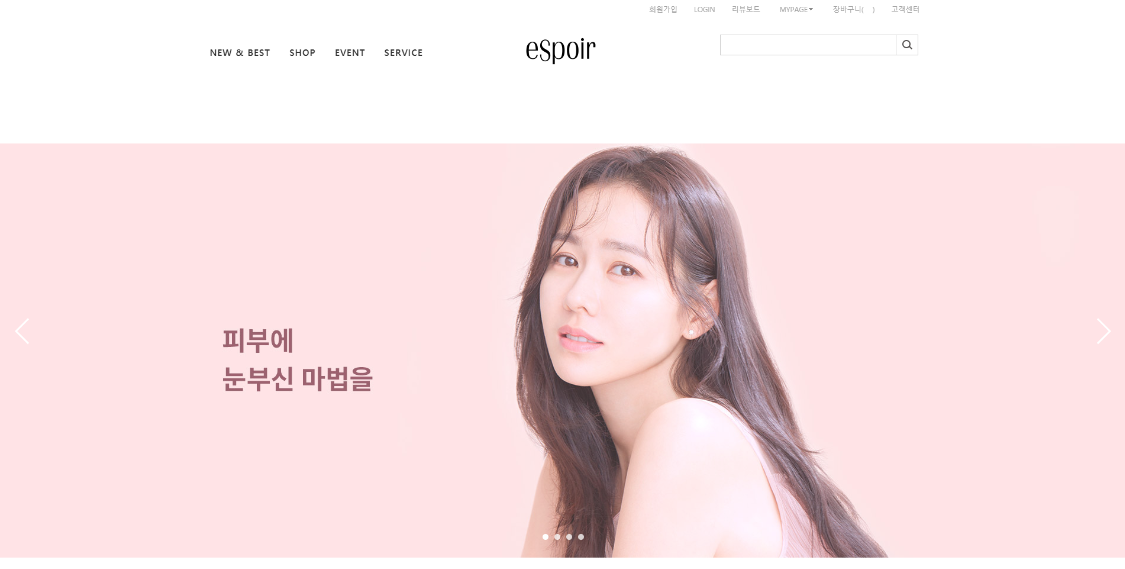 회원가입 LOGIN 리뷰보드 MYPAGE 장바구니( ) 고객센터
NEW & BEST SHOP EVENT SERVICE
eSpoir
피부에
눈부신 마법을